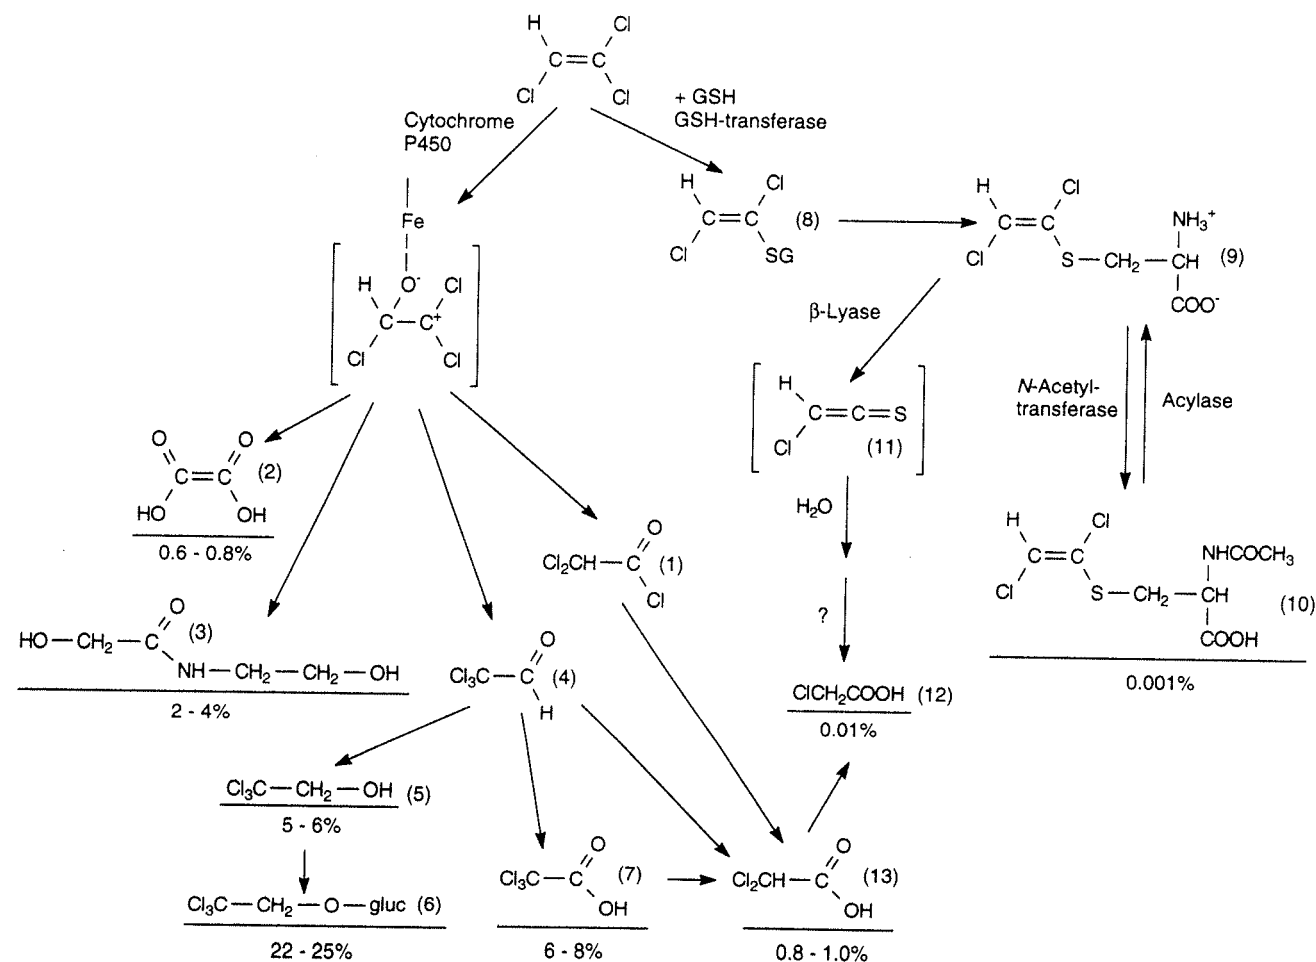 H Cl
C=C
Cl Cl
Cytochrome
P450
+ GSH
GSH-transferase
Fe
O-
H Cl
C—C+
Cl Cl
H Cl
C=C (8)
Cl SG
H Cl
C=C NH3+
Cl S—CH2—CH (9)
COO-
β-Lyase
H
C=C=S
Cl (11)
N-Acetyl-
transferase
Acylase
O O
C=C (2)
HO OH
0.6 - 0.8%
H2O
?
O
Cl2CH—C (1)
Cl
H Cl
C=C NHCOCH3
Cl S—CH2—CH (10)
COOH
0.001%
O
HO—CH2—C (3)
NH—CH2—CH2—OH
2 - 4%
O
Cl3C—C (4)
H
ClCH2COOH (12)
0.01%
Cl3C—CH2—OH (5)
5 - 6%
Cl3C—CH2—O—gluc (6)
22 - 25%
O
Cl3C—C (7)
OH
6 - 8%
O
Cl2CH—C (13)
OH
0.8 - 1.0%